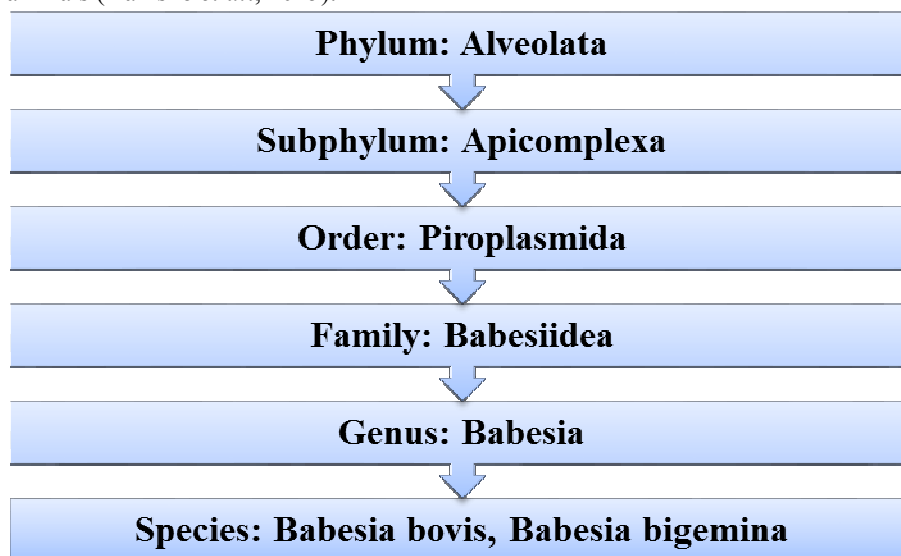 Phylum: Alveolata
Subphylum: Apicomplexa
Order: Piroplasmida
Family: Babesiidea
Genus: Babesia
Species: Babesia bovis, Babesia bigemina